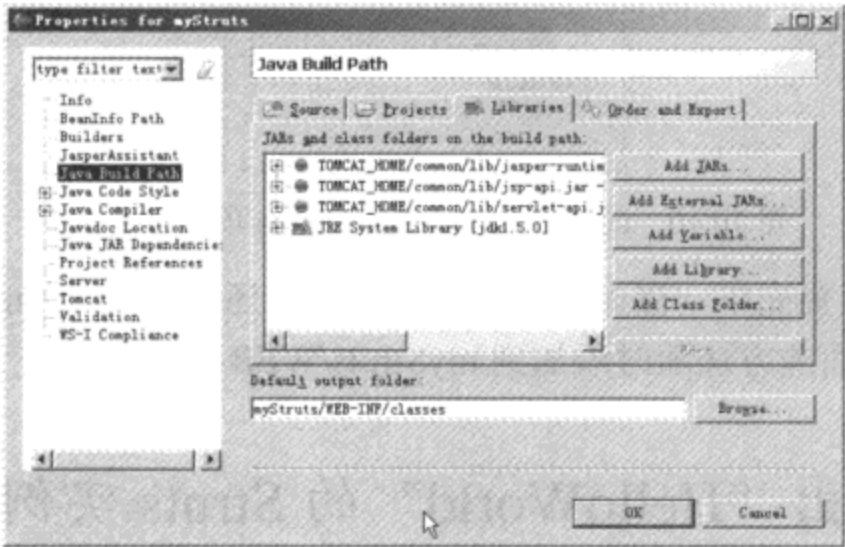 Properties for myStruts
type filter text
Info
BeanInfo Path
Builders
JasperAssistant
Java Build Path
Java Code Style
Java Compiler
Javadoc Location
Java JAR Dependencie
Project References
Server
Tomcat
Validation
WS-I Compliance
Java Build Path
Source
Projects
Libraries
Order and Export
JARs and class folders on the build path:
TOMCAT_HOME/common/lib/jasper-runtim
TOMCAT_HOME/common/lib/jsp-api.jar -
TOMCAT_HOME/common/lib/servlet-api.j
JRE System Library [jdk1.5.0]
Add JARs...
Add External JARs...
Add Variable...
Add Library...
Add Class Folder...
Default output folder:
myStruts/WEB-INF/classes
Browse...
OK
Cancel